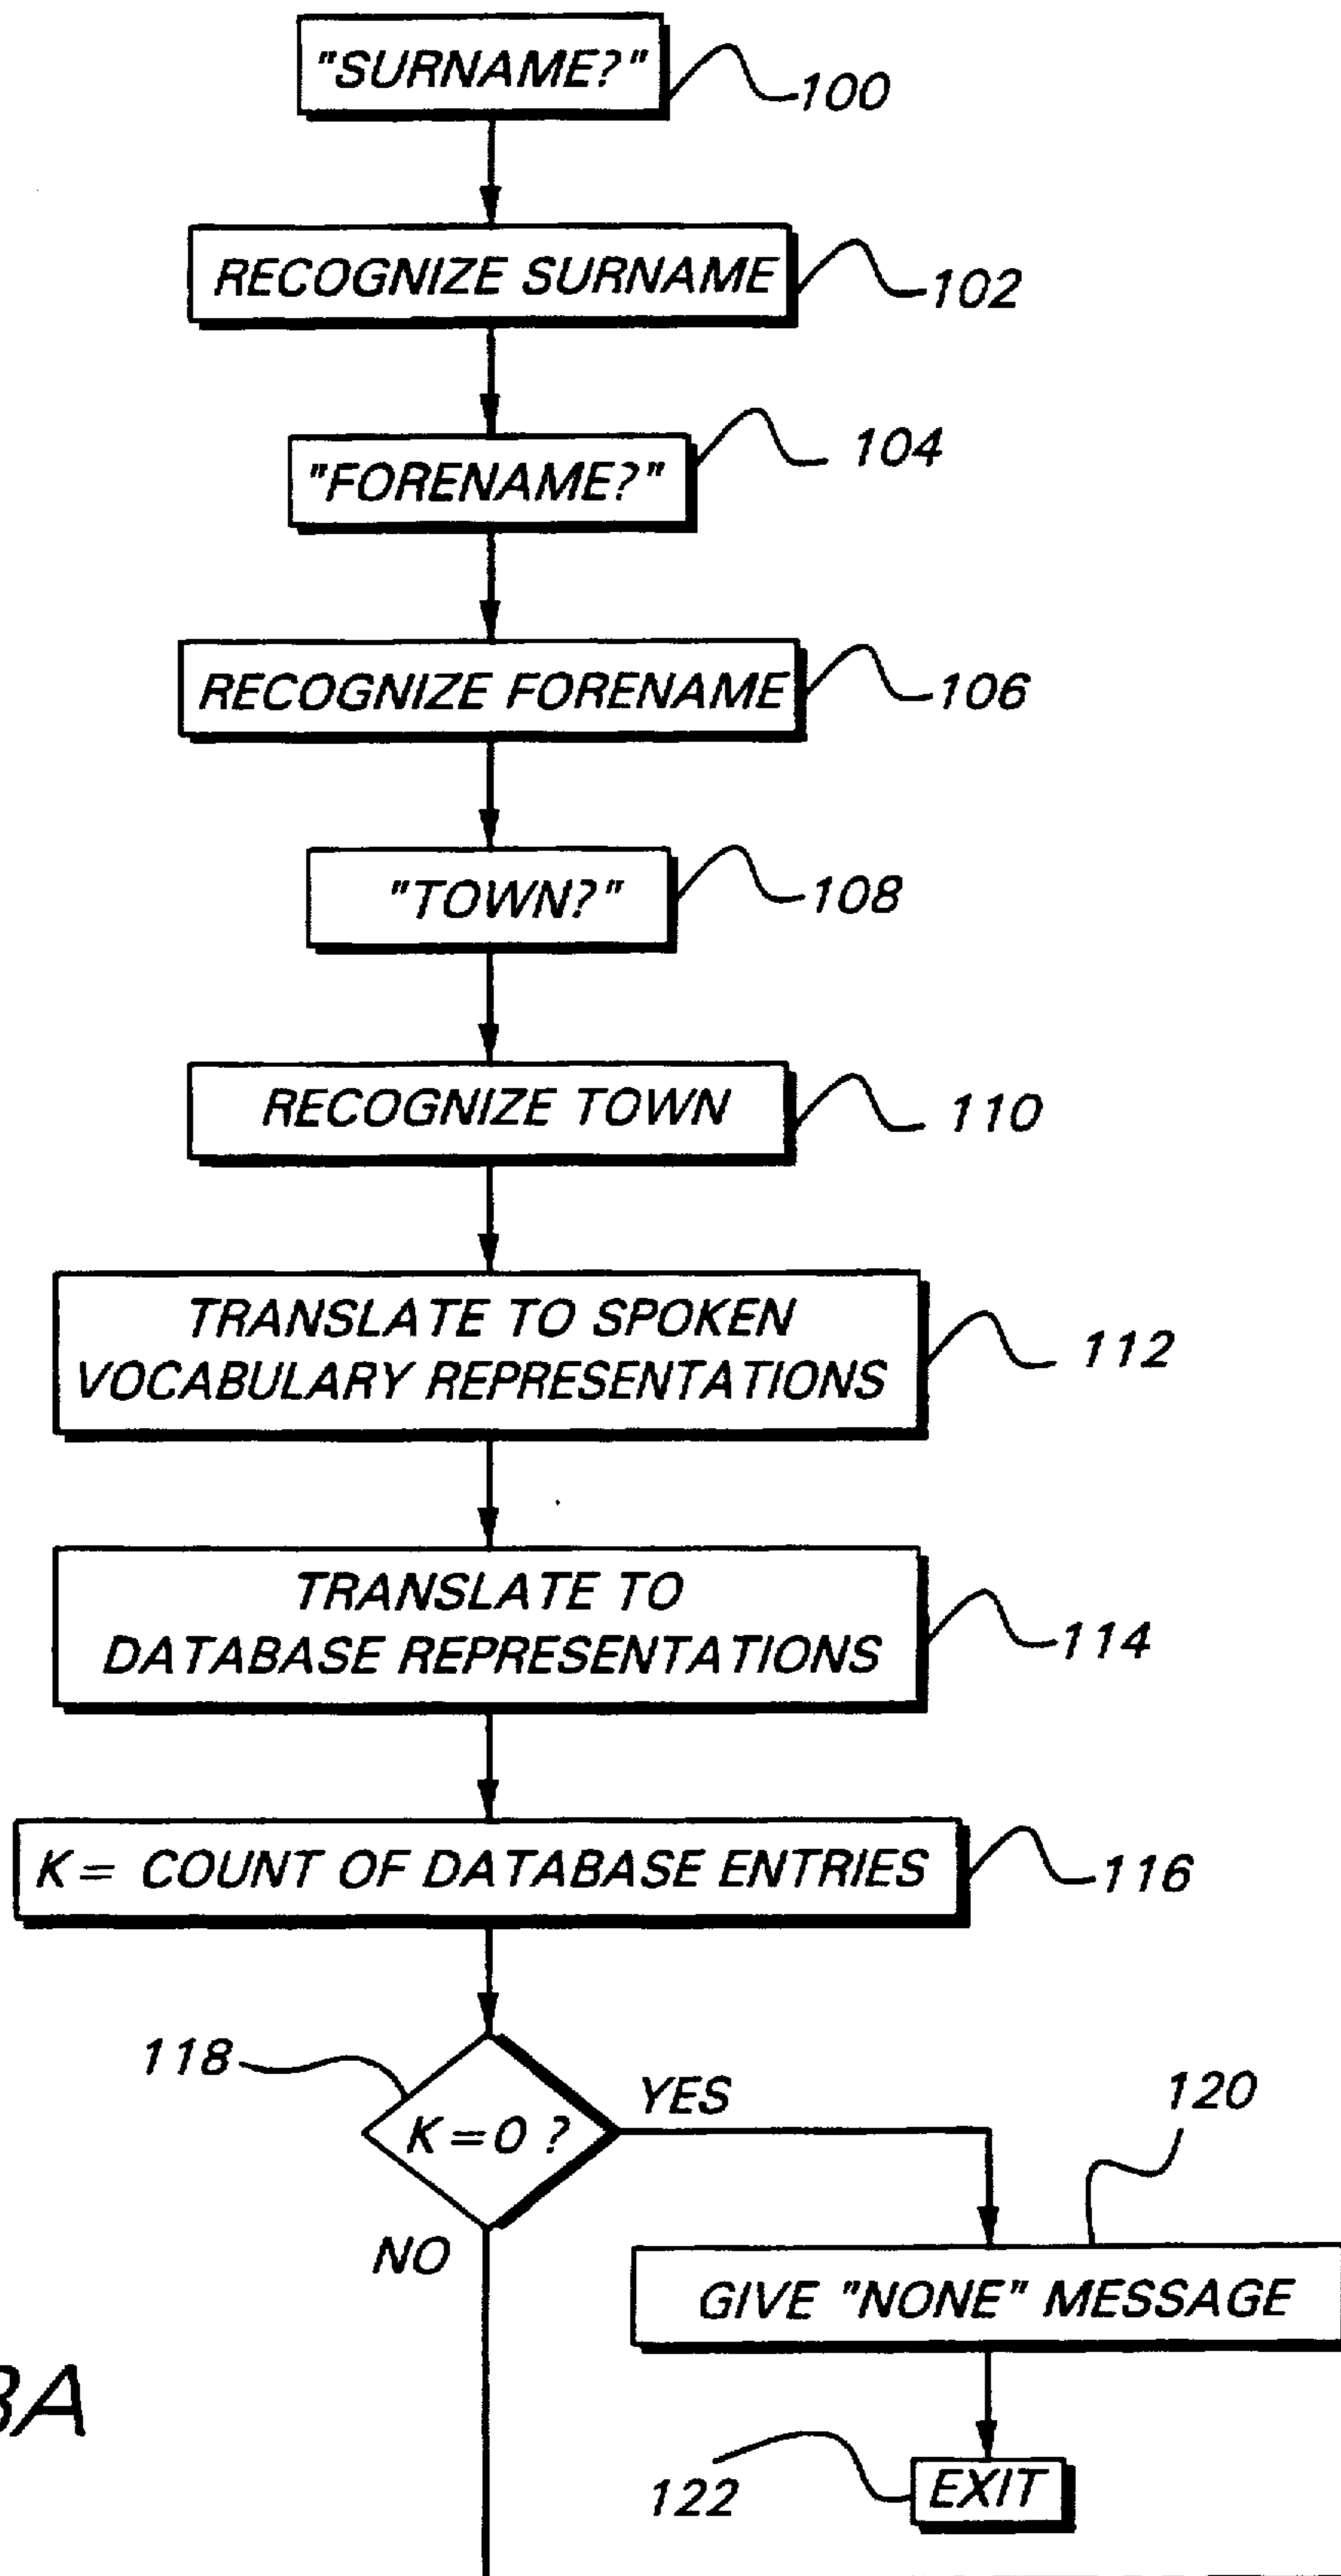 "SURNAME?"
100
RECOGNIZE SURNAME
102
"FORENAME?"
104
RECOGNIZE FORENAME
106
"TOWN?"
108
RECOGNIZE TOWN
110
TRANSLATE TO SPOKEN
VOCABULARY REPRESENTATIONS
112
TRANSLATE TO
DATABASE REPRESENTATIONS
114
K = COUNT OF DATABASE ENTRIES
116
118
K = 0 ?
YES
120
NO
GIVE "NONE" MESSAGE
3A
122
EXIT